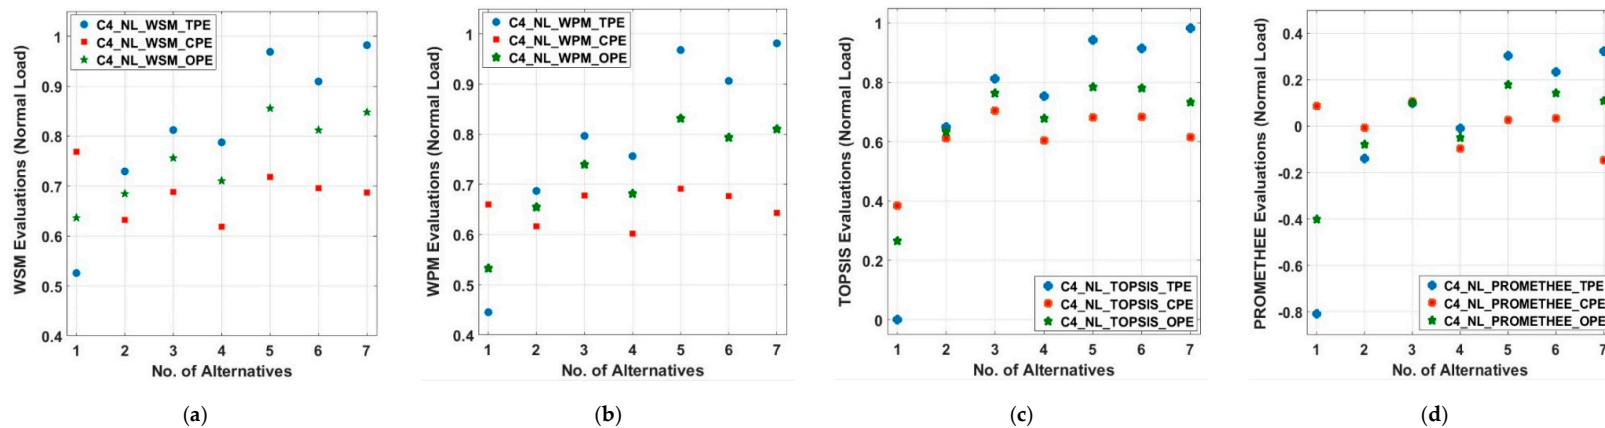 WSM Evaluations (Normal Load)
1
0.9
0.8
0.7
0.6
0.5
0.4
C4_NL_WSM_TPE
C4_NL_WSM_CPE
C4_NL_WSM_OPE
1 2 3 4 5 6 7
No. of Alternatives
(a)
WPM Evaluations (Normal Load)
1
0.9
0.8
0.7
0.6
0.5
0.4
C4_NL_WPM_TPE
C4_NL_WPM_CPE
C4_NL_WPM_OPE
1 2 3 4 5 6 7
No. of Alternatives
(b)
TOPSIS Evaluations (Normal Load)
1
0.8
0.6
0.4
0.2
0
C4_NL_TOPSIS_TPE
C4_NL_TOPSIS_CPE
C4_NL_TOPSIS_OPE
1 2 3 4 5 6 7
No. of Alternatives
(c)
PROMETHEE Evaluations (Normal Load)
0.4
0.2
0
-0.2
-0.4
-0.6
-0.8
C4_NL_PROMETHEE_TPE
C4_NL_PROMETHEE_CPE
C4_NL_PROMETHEE_OPE
1 2 3 4 5 6 7
No. of Alternatives
(d)